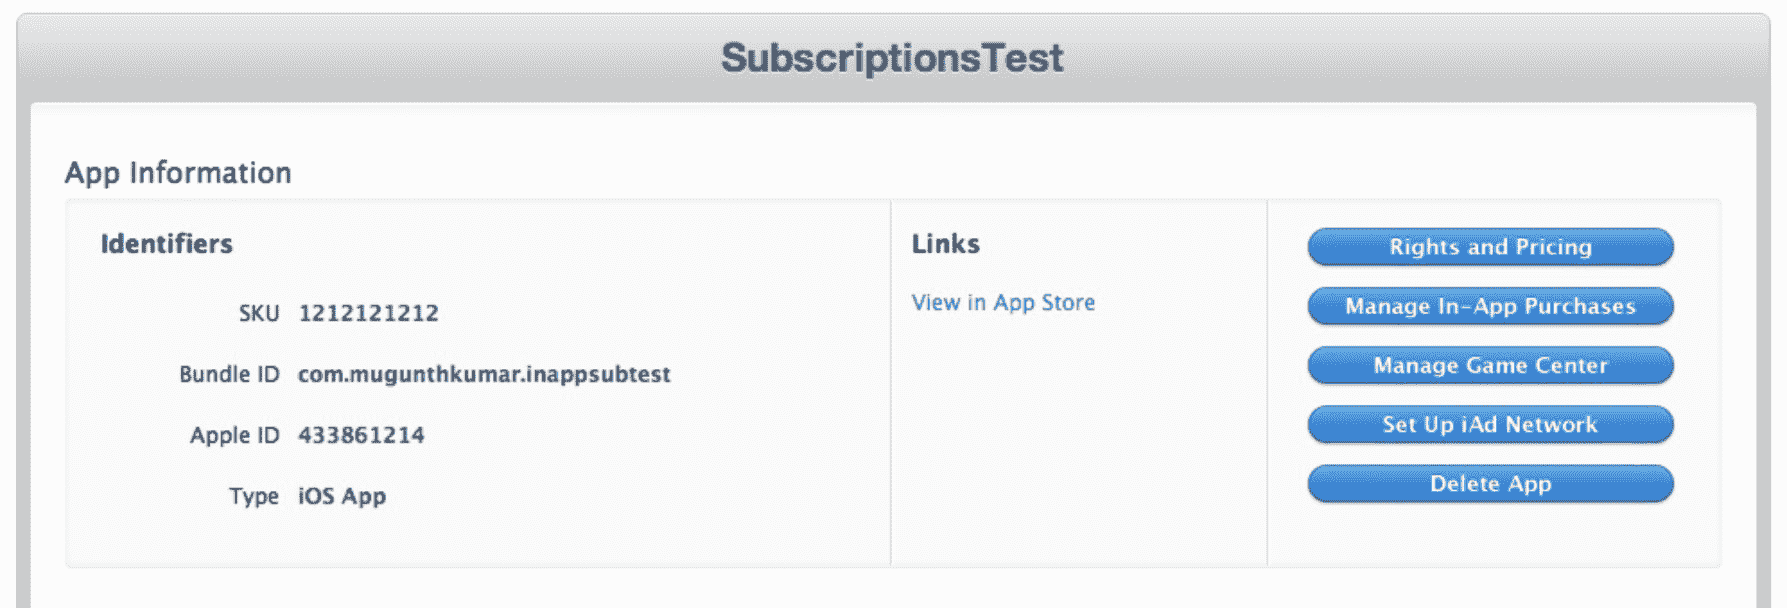 SubscriptionsTest
App Information
Identifiers
SKU 1212121212
Bundle ID com.mugunthkumar.inappsubtest
Apple ID 433861214
Type iOS App
Links
View in App Store
Rights and Pricing
Manage In-App Purchases
Manage Game Center
Set Up iAd Network
Delete App